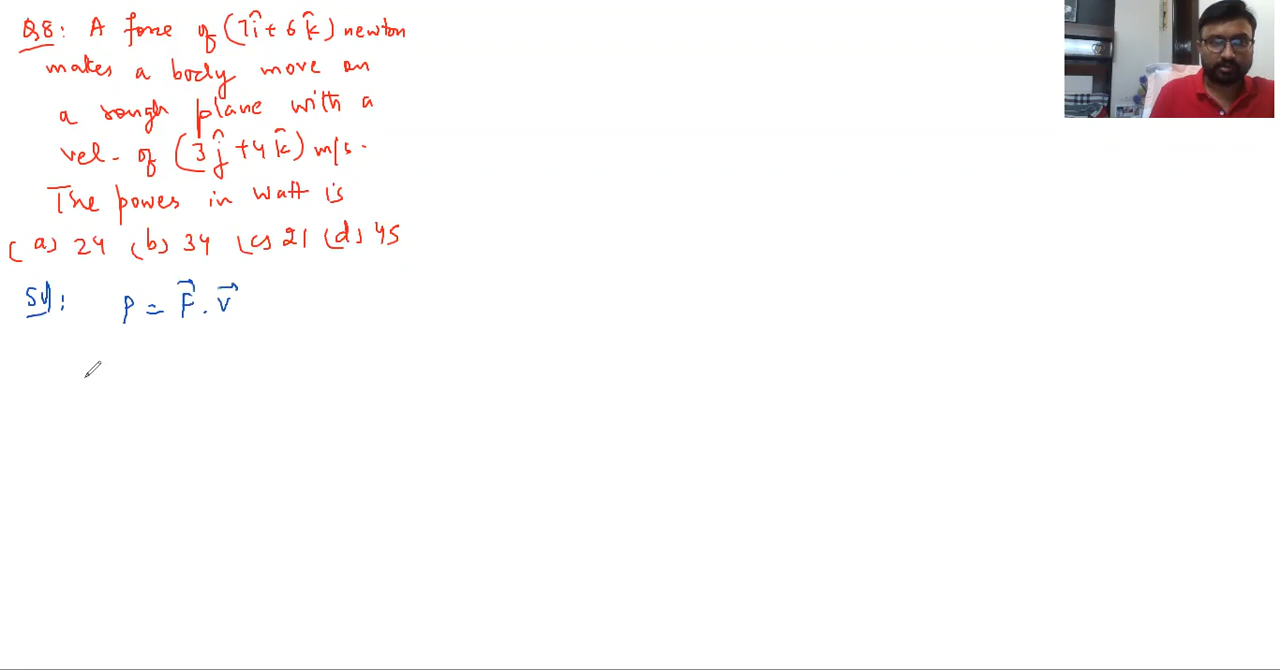 Q8: A force of (7î + 6k̂) newton
makes a body move on
a rough plane with a
vel- of (3ĵ + 4k̂) m/s.
The power in watt is
(a) 24 (b) 34 (c) 21 (d) 45
Sol: P = F⃗ . v⃗